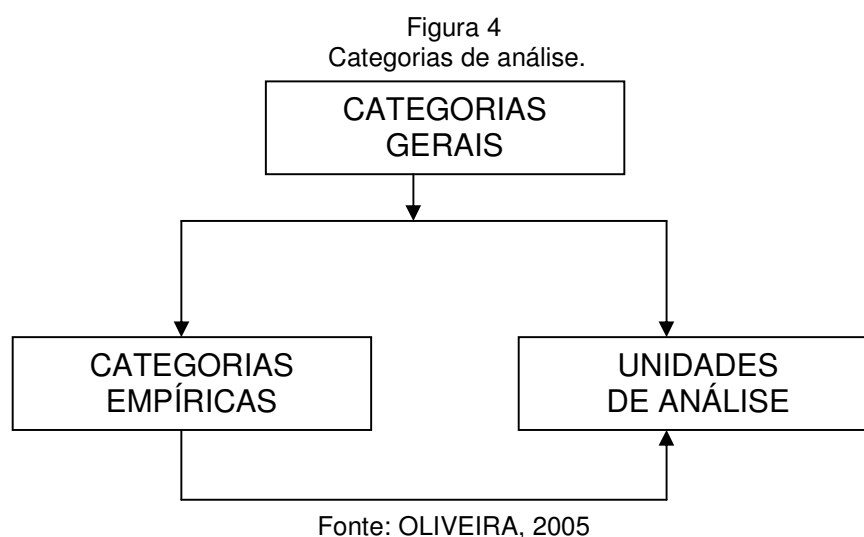 Figura 4
Categorias de análise.
CATEGORIAS
GERAIS
CATEGORIAS
EMPÍRICAS
UNIDADES
DE ANÁLISE
Fonte: OLIVEIRA, 2005